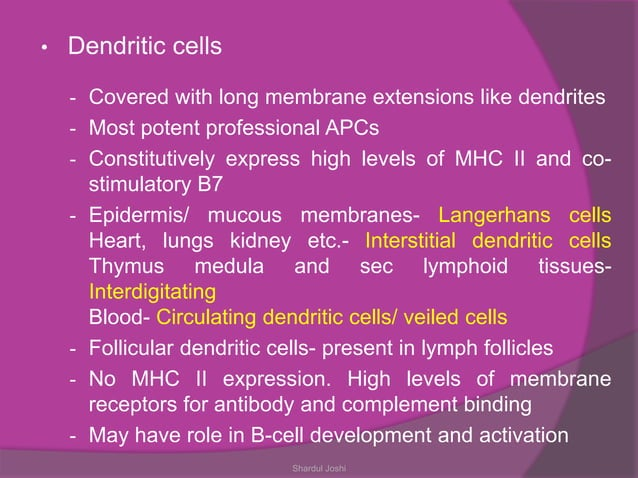 • Dendritic cells
- Covered with long membrane extensions like dendrites
- Most potent professional APCs
- Constitutively express high levels of MHC II and co-
stimulatory B7
- Epidermis/ mucous membranes- Langerhans cells
Heart, lungs kidney etc.- Interstitial dendritic cells
Thymus medula and sec lymphoid tissues-
Interdigitating
Blood- Circulating dendritic cells/ veiled cells
- Follicular dendritic cells- present in lymph follicles
- No MHC II expression. High levels of membrane
receptors for antibody and complement binding
- May have role in B-cell development and activation
Shardul Joshi